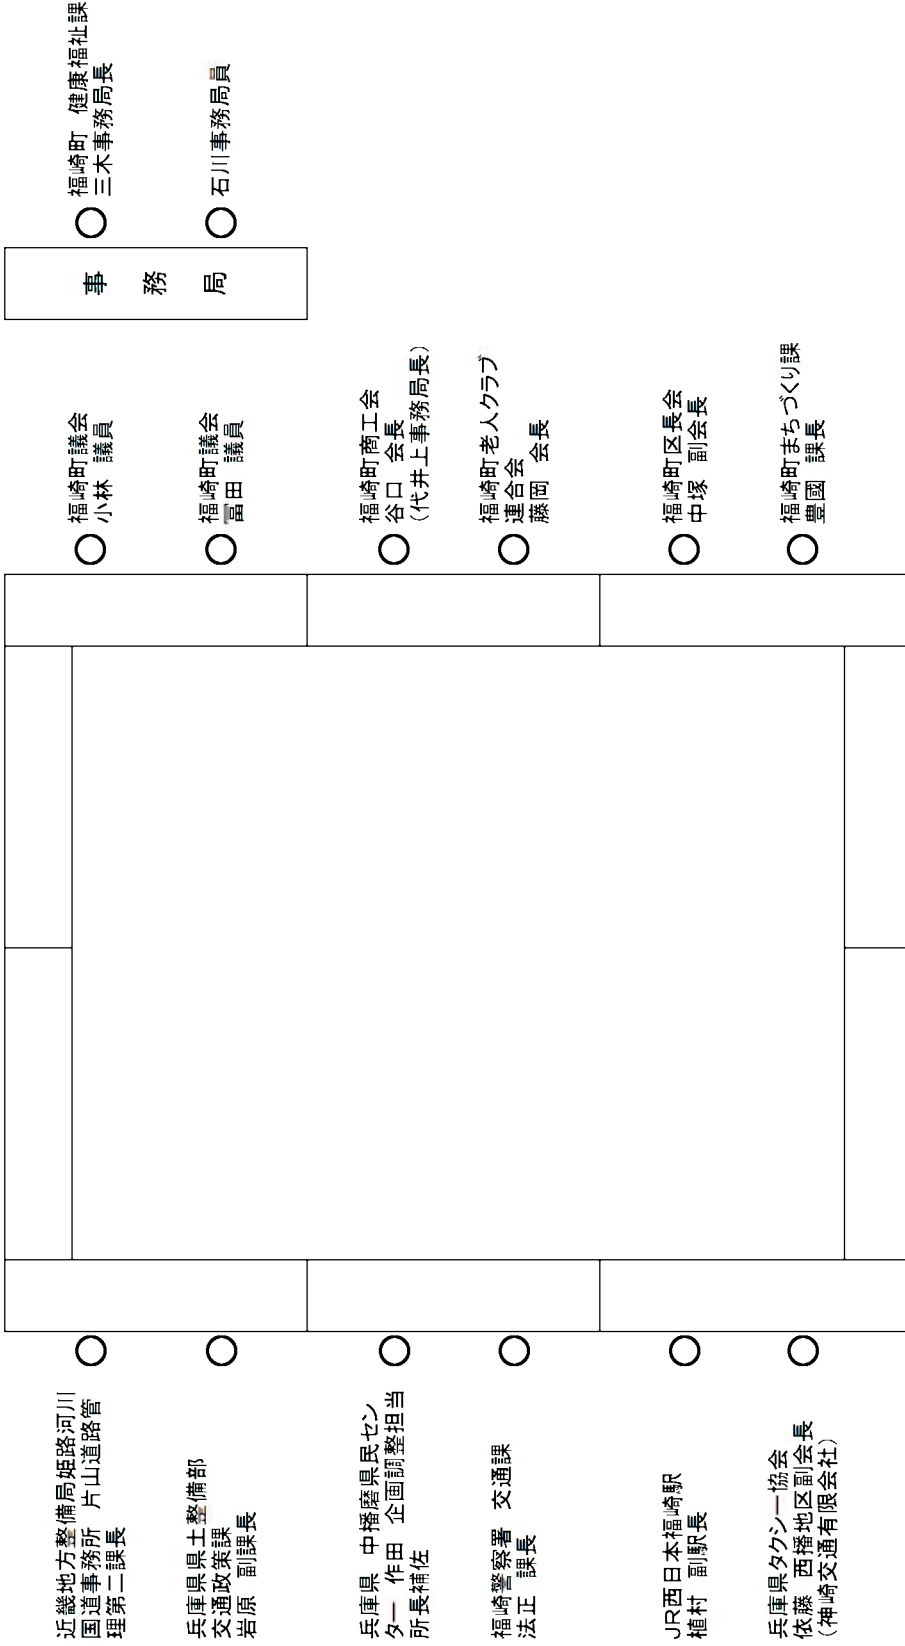 福崎町　健康福祉課
三木事務局長
石川事務局員
事　務　局
福崎町議会
小林　議員
福崎町議会
冨田　議員
福崎町商工会
谷口　会長
（代井上事務局長）
福崎町老人クラブ
連合会
藤岡　会長
福崎町区長会
中塚　副会長
福崎町まちづくり課
豊國　課長
近畿地方整備局姫路河川
国道事務所　片山道路管
理第二課長
兵庫県県土整備部
交通政策課
岩原　副課長
兵庫県　中播磨県民セン
ター　作田　企画調整担当
所長補佐
福崎警察署　交通課
法正　課長
JR西日本福崎駅
植村　副駅長
兵庫県タクシー協会
依藤　西播地区副会長
（神崎交通有限会社）